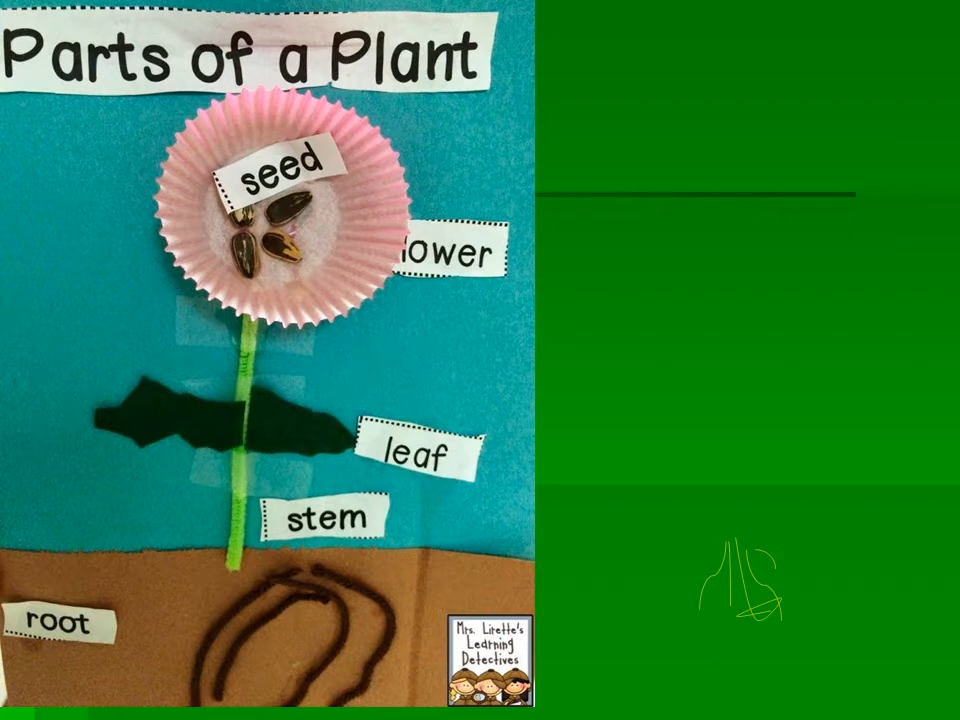 Parts of a Plant
seed
lower
leaf
stem
root
Mrs. Lirette's
Learning
Detectives